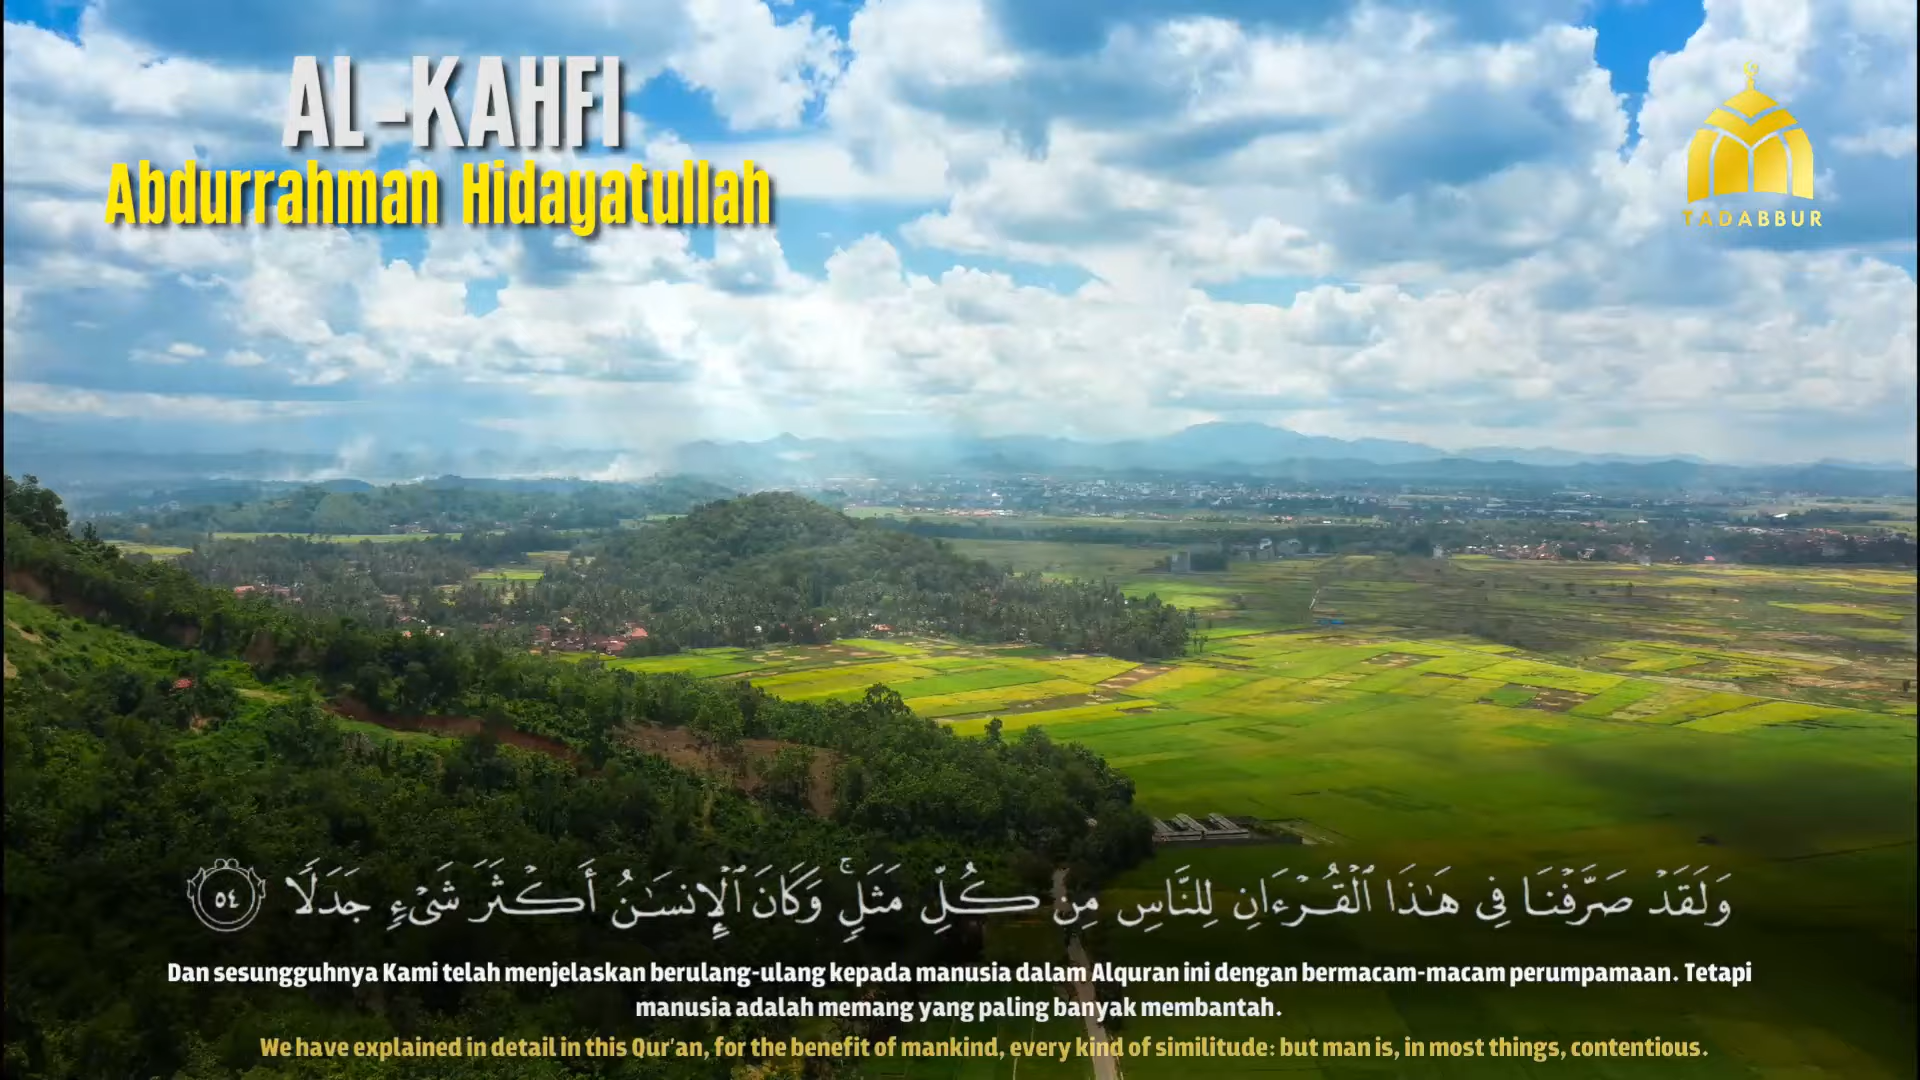 AL-KAHFI
Abdurrahman Hidayatullah
TADABBUR
وَلَقَدْ صَرَّفْنَا فِى هَـٰذَا ٱلْقُرْءَانِ لِلنَّاسِ مِن كُلِّ مَثَلٍۢ ۚ وَكَانَ ٱلْإِنسَـٰنُ أَكْثَرَ شَىْءٍۢ جَدَلًۭا ٥٤
Dan sesungguhnya Kami telah menjelaskan berulang-ulang kepada manusia dalam Alquran ini dengan bermacam-macam perumpamaan. Tetapi
manusia adalah memang yang paling banyak membantah.
We have explained in detail in this Qur'an, for the benefit of mankind, every kind of similitude: but man is, in most things, contentious.